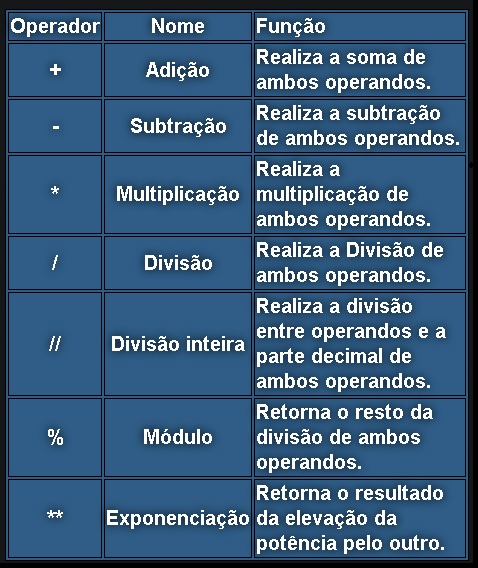 Operador Nome Função
+ Adição Realiza a soma de
ambos operandos.
- Subtração Realiza a subtração
de ambos operandos.
* Multiplicação Realiza a
multiplicação de
ambos operandos.
/ Divisão Realiza a Divisão de
ambos operandos.
// Divisão inteira Realiza a divisão
entre operandos e a
parte decimal de
ambos operandos.
% Módulo Retorna o resto da
divisão de ambos
operandos.
** Exponenciação Retorna o resultado
da elevação da
potência pelo outro.